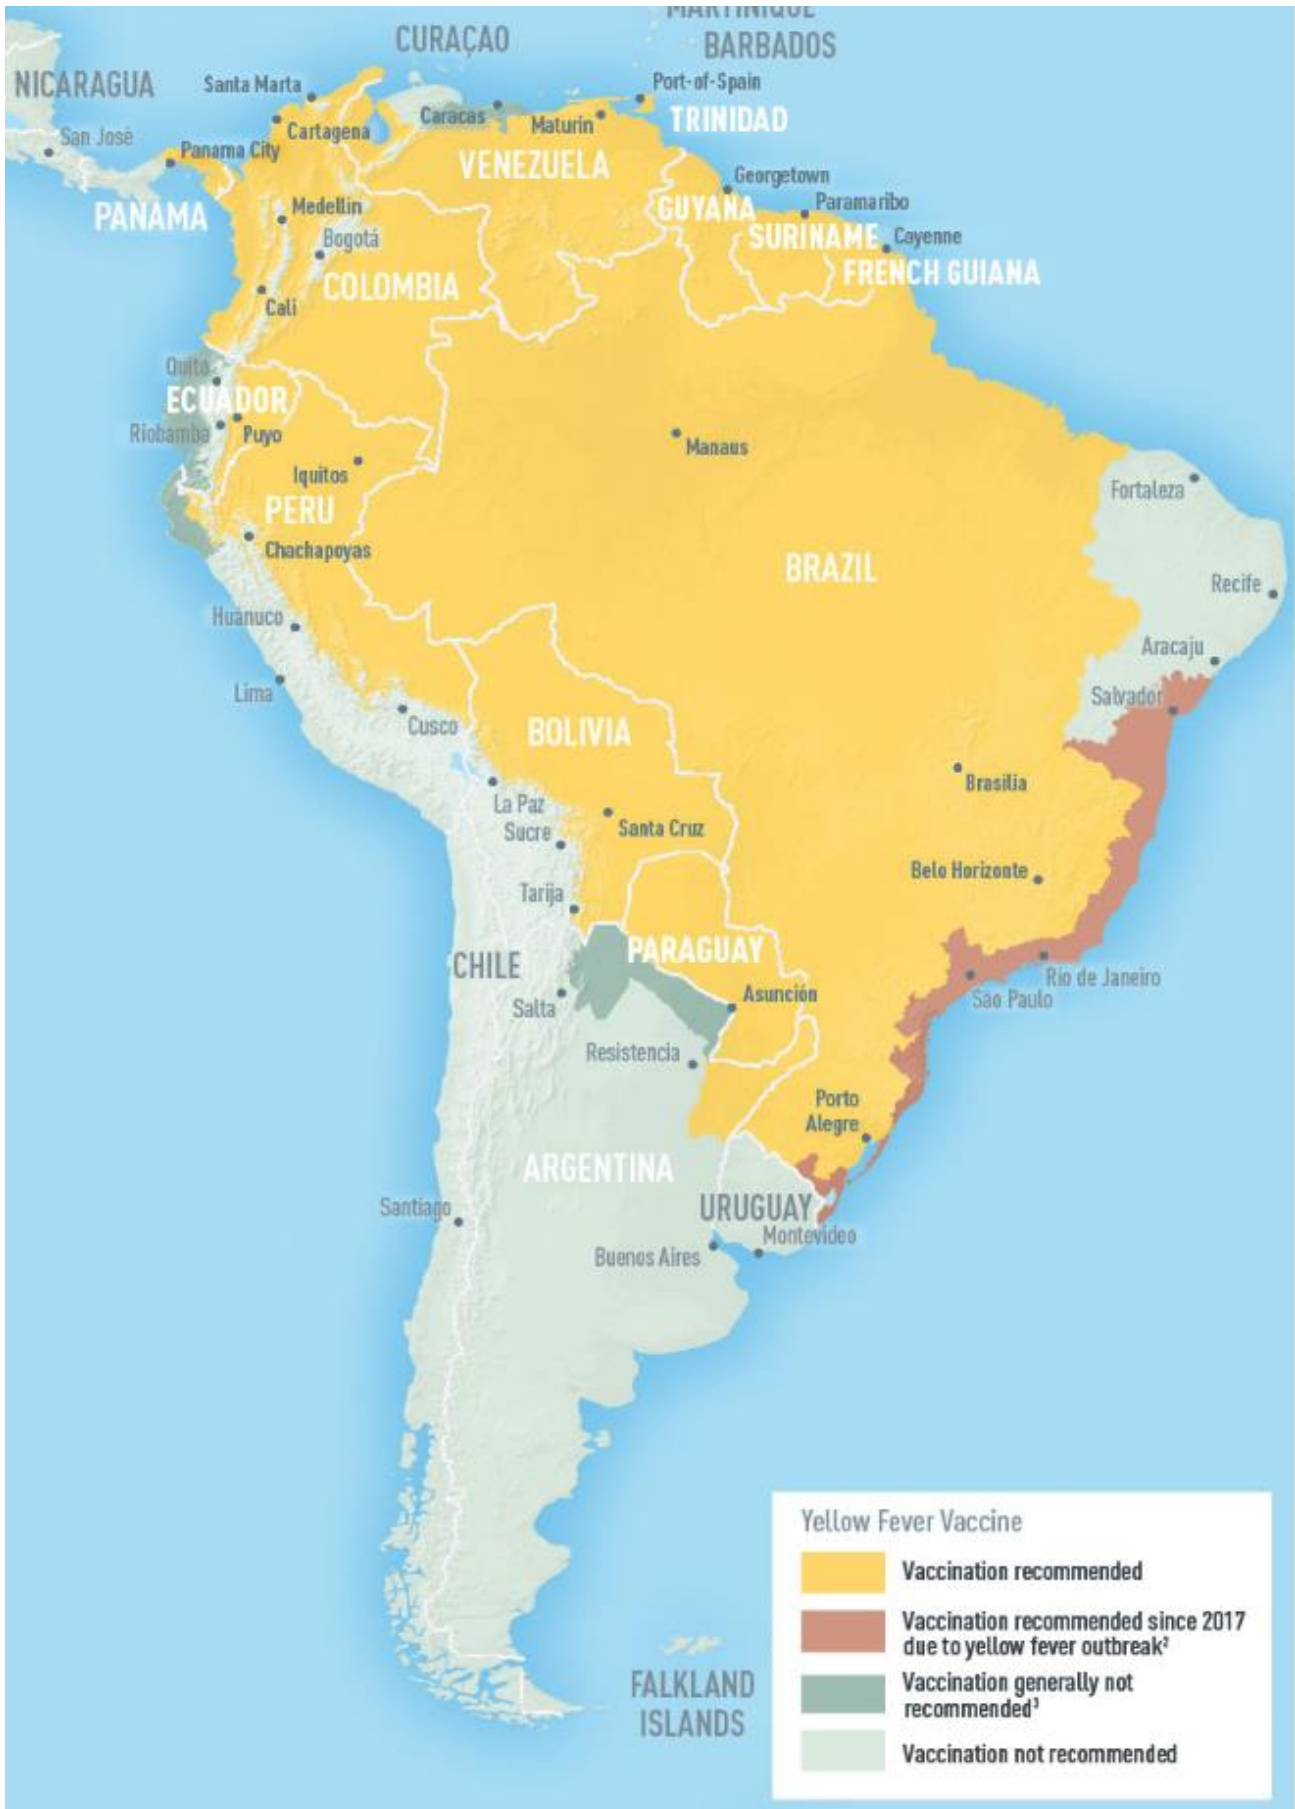 MARTINIQUE
CURAÇAO
BARBADOS
NICARAGUA
Santa Marta
Port-of-Spain
Caracas
Maturín
TRINIDAD
Cartagena
San José
Panama City
VENEZUELA
Georgetown
PANAMA
Medellín
GUYANA
Paramaribo
Bogotá
SURINAME
Cayenne
COLOMBIA
FRENCH GUIANA
Cali
Quito
ECUADOR
Riobamba
Puyo
Manaus
Iquitos
Fortaleza
PERU
Chachapoyas
BRAZIL
Recife
Huánuco
Aracaju
Lima
Salvador
Cusco
BOLIVIA
Brasília
La Paz
Santa Cruz
Sucre
Belo Horizonte
Tarija
PARAGUAY
CHILE
Rio de Janeiro
Asunción
São Paulo
Salta
Resistencia
Porto
Alegre
ARGENTINA
Santiago
URUGUAY
Montevideo
Buenos Aires
Yellow Fever Vaccine
Vaccination recommended
Vaccination recommended since 2017
due to yellow fever outbreak²
Vaccination generally not
recommended³
Vaccination not recommended
FALKLAND
ISLANDS